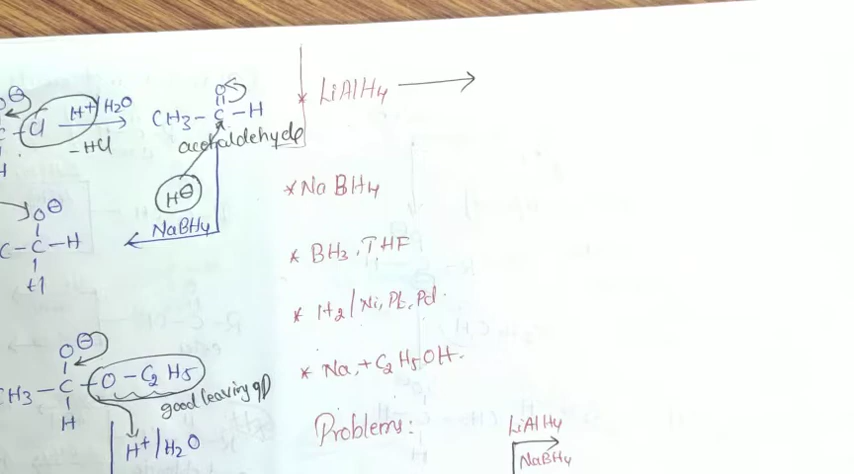 O⊖
C - Cl H+/H2O
- HCl
H
O
CH3 - C - H
acetaldehyde
H⊖
NaBH4
O⊖
C - C - H
H
O⊖
CH3 - C - O - C2H5
H
good leaving gp
H+/H2O
* LiAlH4 →
* NaBH4
* BH3.THF
* H2/Ni, Pt, Pd.
* Na, + C2H5OH.
Problems:
LiAlH4
NaBH4